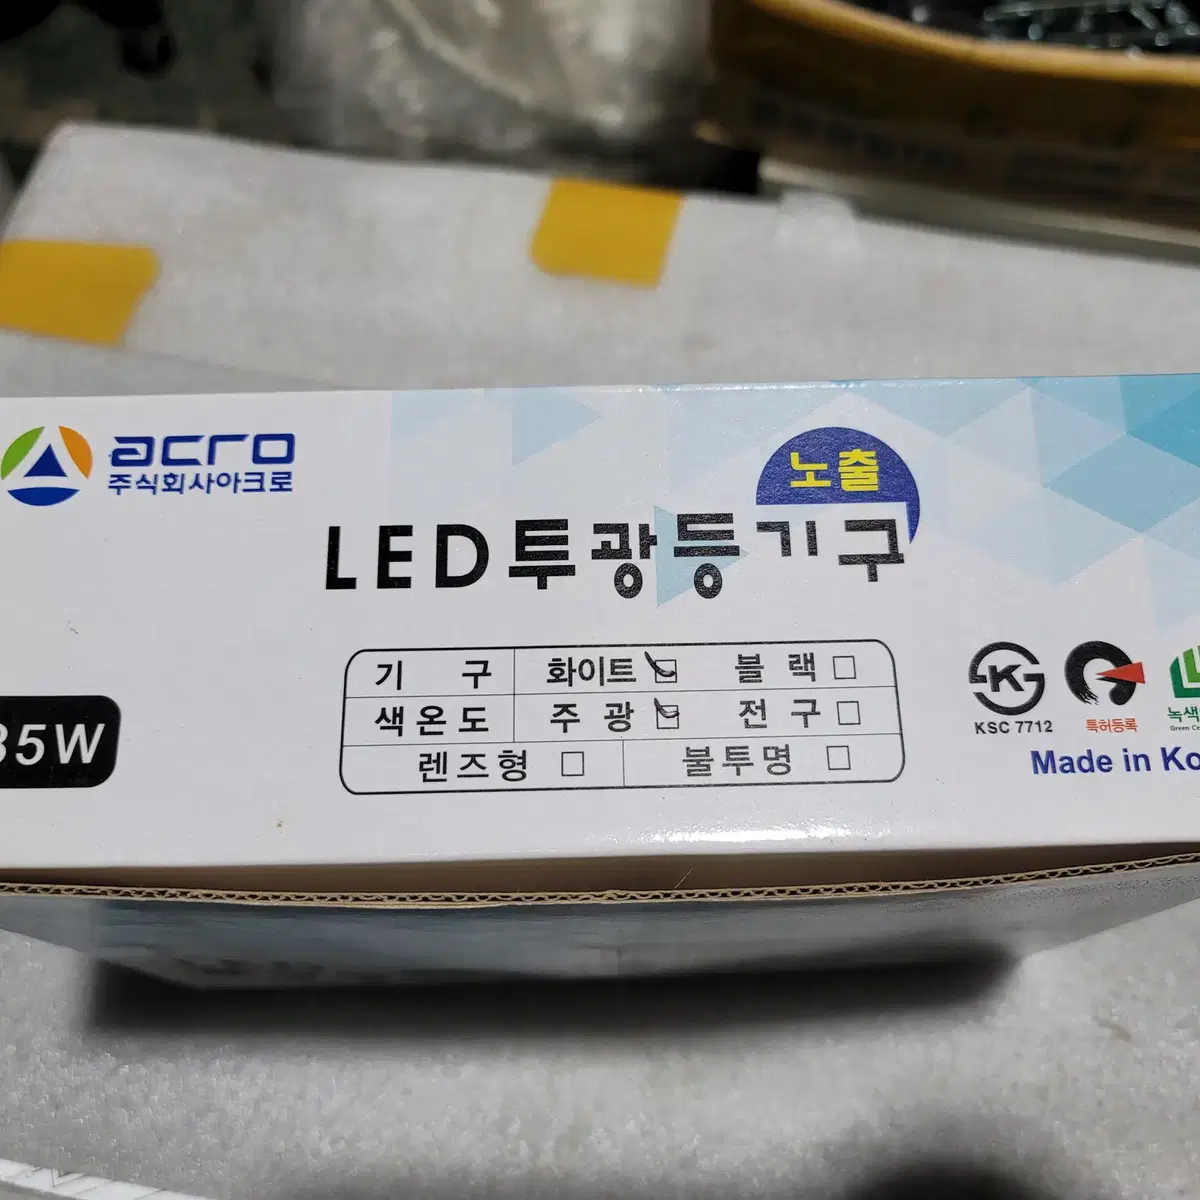 acro
주식회사아크로
노출
LED투광등기구
기 구 화이트 블 랙
색온도 주 광 전 구
렌즈형 불투명
35W
KSC 7712
특허등록
녹색
Made in Ko